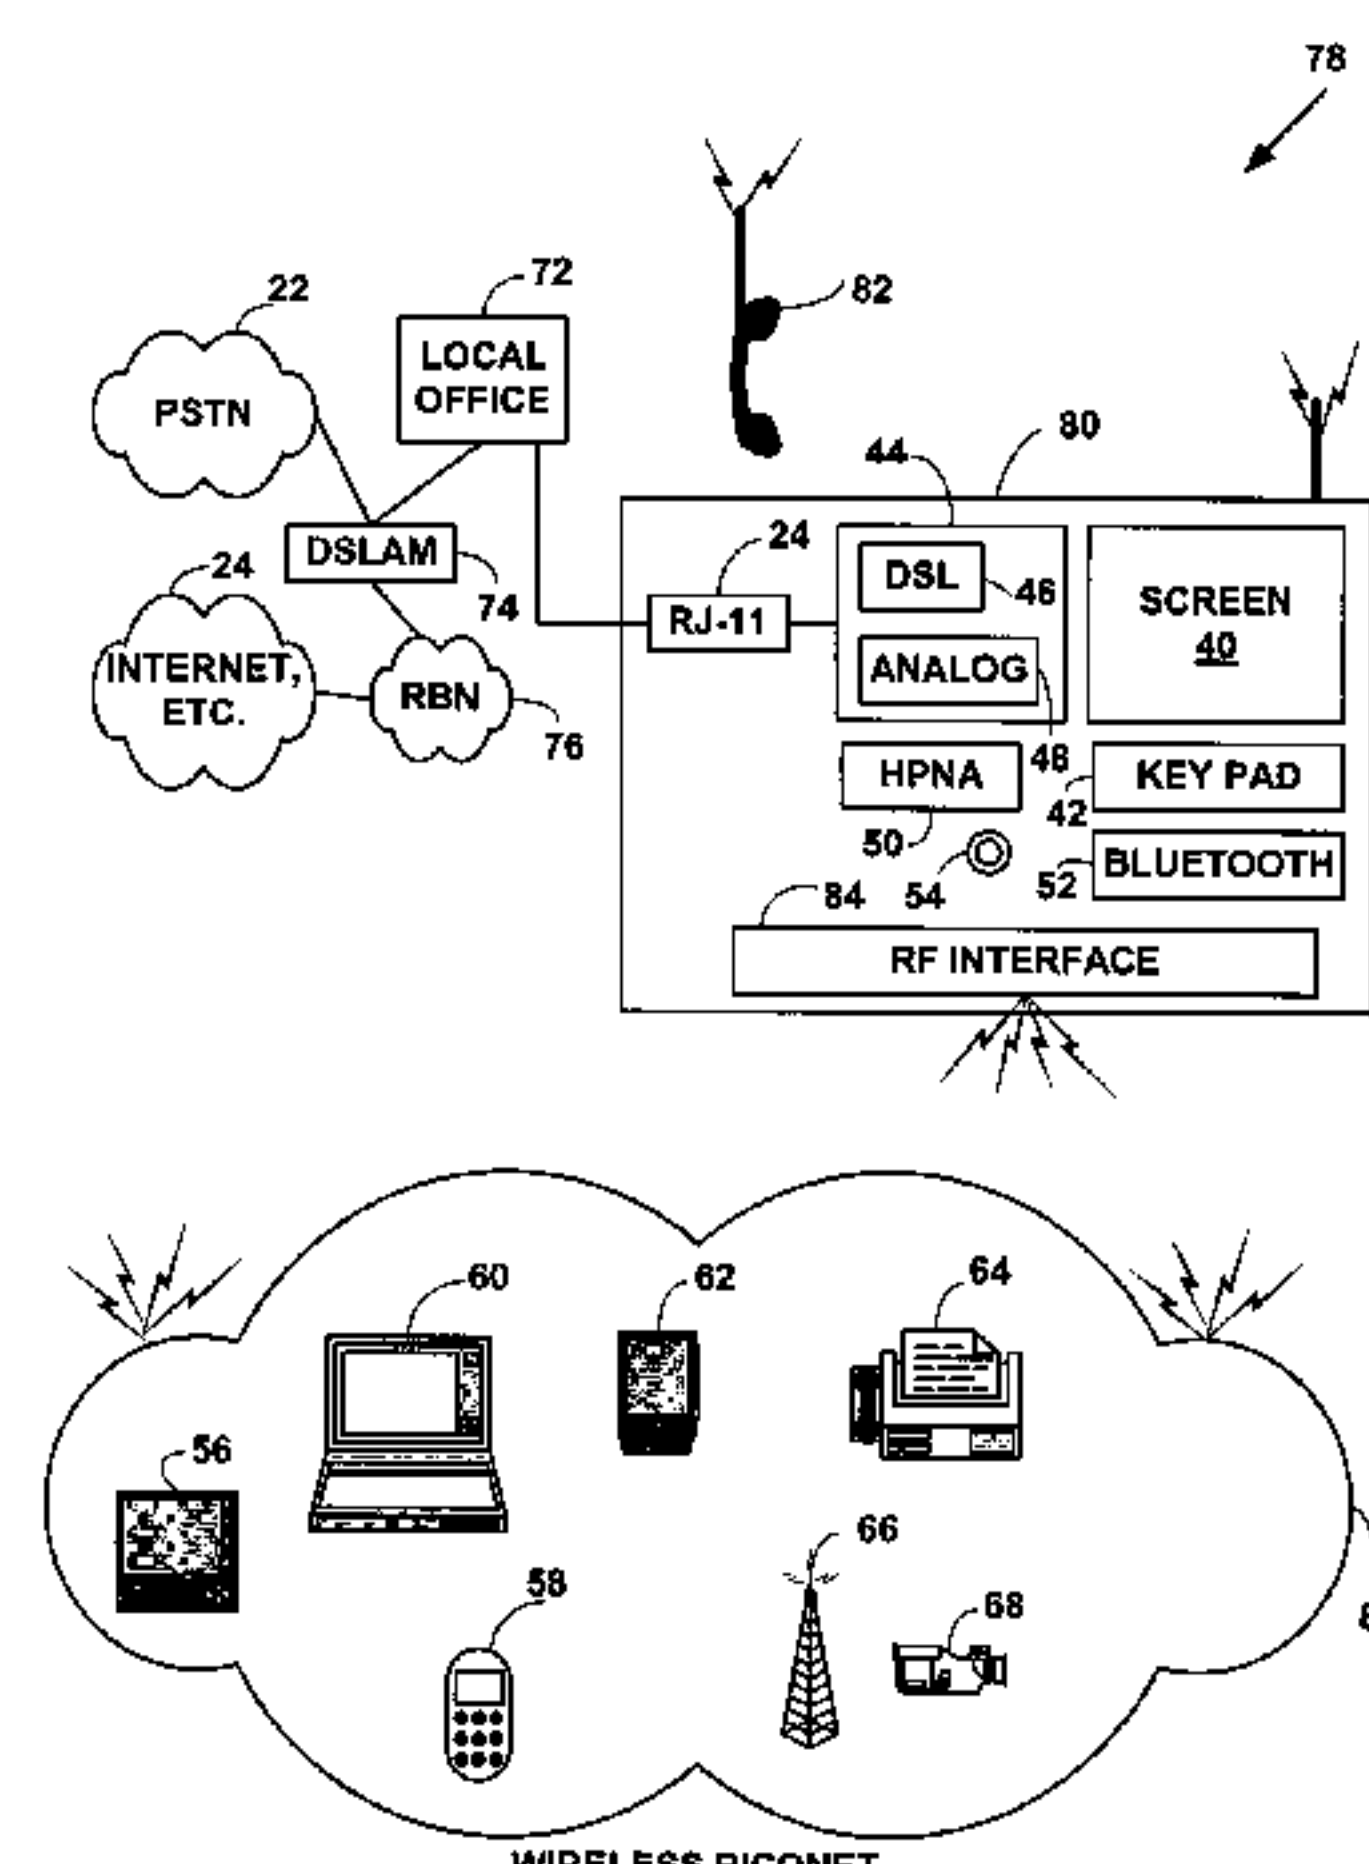 78
72
82
22
LOCAL
OFFICE
PSTN
80
44
24
DSLAM
24
DSL
46
SCREEN
40
74
RJ-11
INTERNET,
ETC.
RBN
ANALOG
76
48
HPNA
KEY PAD
42
50
54
52
BLUETOOTH
84
RF INTERFACE
60
62
64
56
66
58
68
WIRELESS PICONET